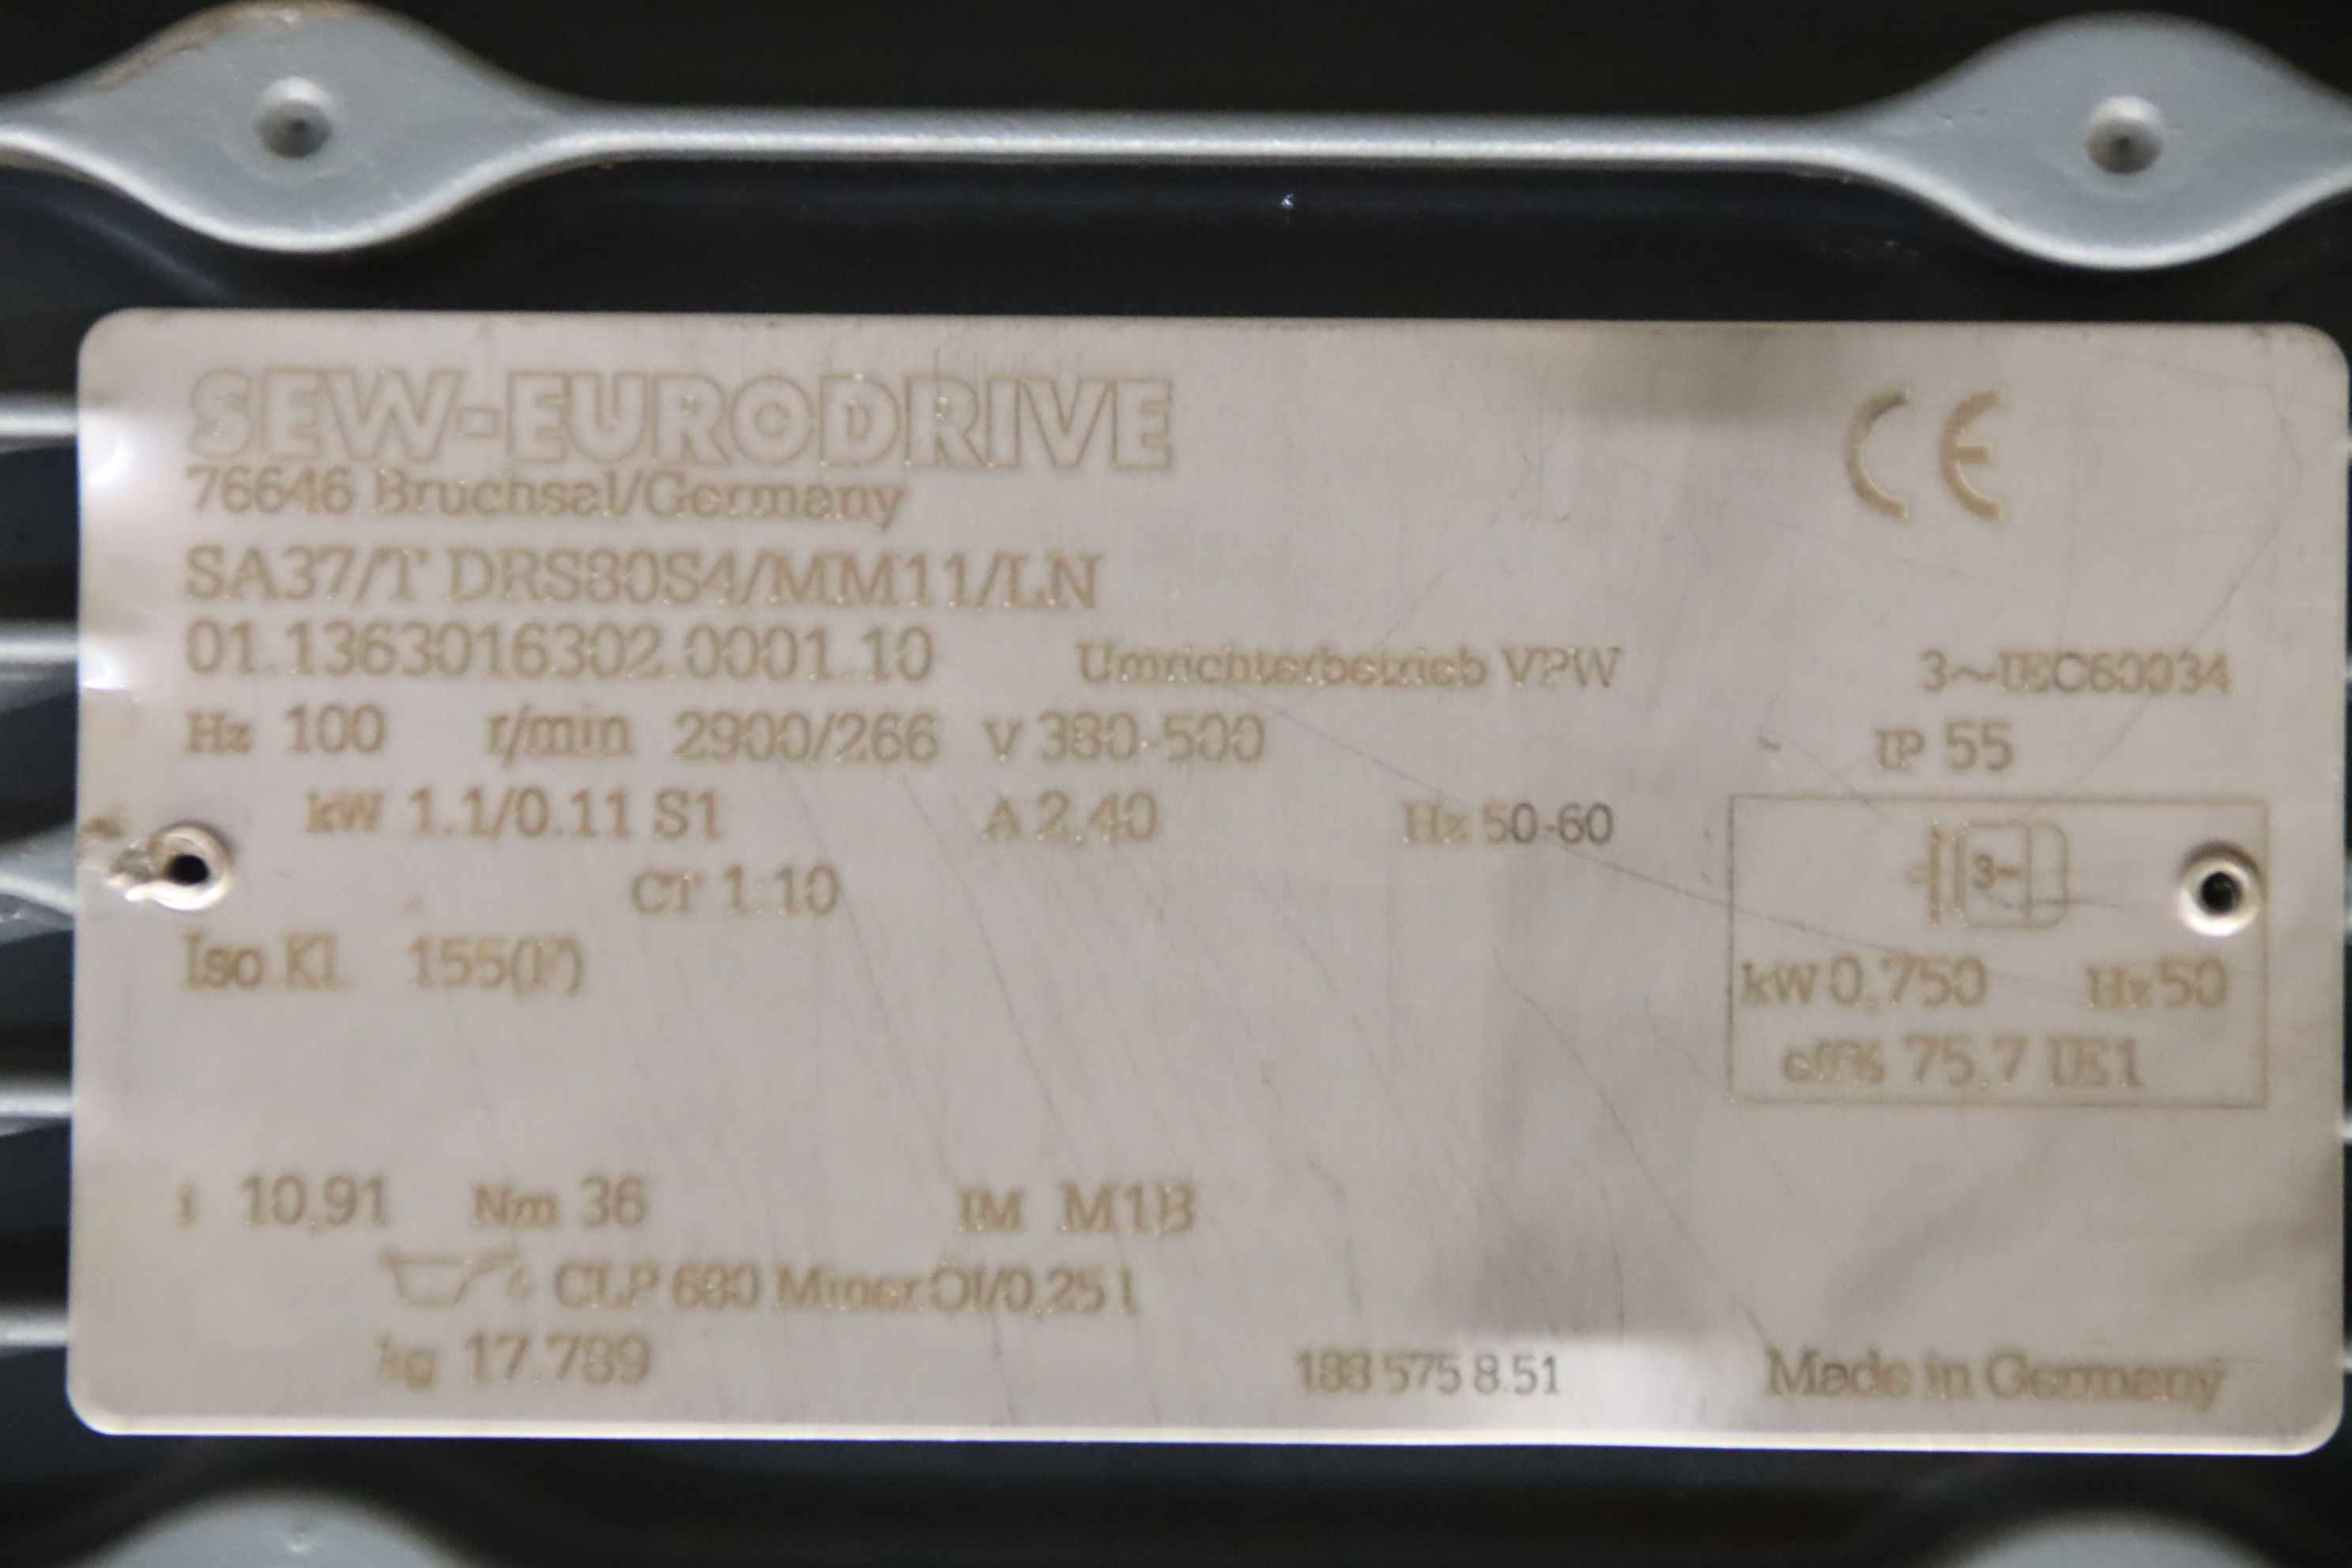 SEW-EURODRIVE
CE
76646 Bruchsal/Germany
SA37/T DRS80S4/MM11/LN
01.1363016302.0001.10 Umrichterbetrieb VPW 3~IEC60034
Hz 100 r/min 2900/266 V 380-500 IP 55
kW 1.1/0.11 S1 A 2,40 Hz 50-60
3~
CT 1:10
Iso.Kl. 155(F) kW 0,750 Hz 50
eff% 75,7 IE1
i 10,91 Nm 36 IM M1B
CLP 680 Miner.Öl/0,25 l
kg 17.789 188 575 8.51 Made in Germany